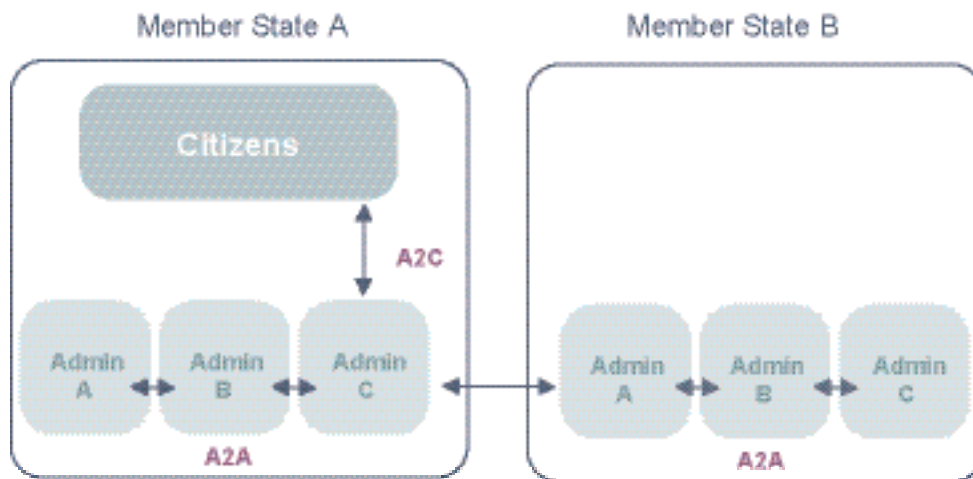 Member State A
Member State B
Citizens
A2C
Admin
A
Admin
B
Admin
C
A2A
Admin
A
Admin
B
Admin
C
A2A